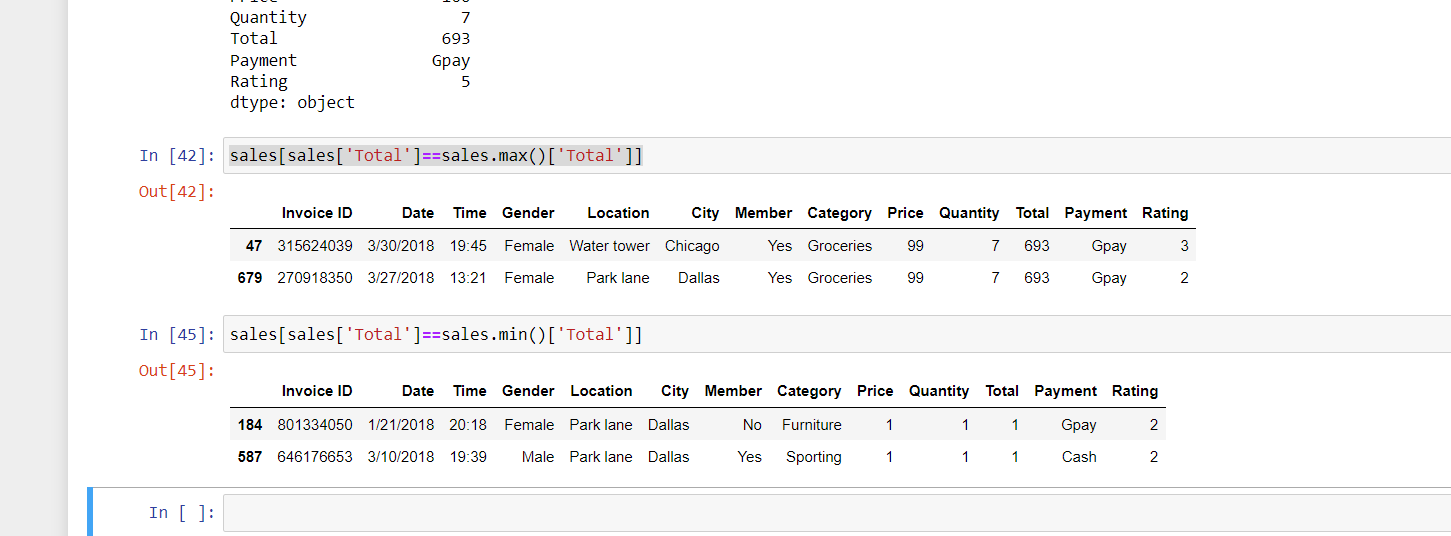 Quantity 7
Total 693
Payment Gpay
Rating 5
dtype: object
In [42]: sales[sales['Total']==sales.max()['Total']]
Out[42]:
Invoice ID Date Time Gender Location City Member Category Price Quantity Total Payment Rating
47 315624039 3/30/2018 19:45 Female Water tower Chicago Yes Groceries 99 7 693 Gpay 3
679 270918350 3/27/2018 13:21 Female Park lane Dallas Yes Groceries 99 7 693 Gpay 2
In [45]: sales[sales['Total']==sales.min()['Total']]
Out[45]:
Invoice ID Date Time Gender Location City Member Category Price Quantity Total Payment Rating
184 801334050 1/21/2018 20:18 Female Park lane Dallas No Furniture 1 1 1 Gpay 2
587 646176653 3/10/2018 19:39 Male Park lane Dallas Yes Sporting 1 1 1 Cash 2
In [ ]: